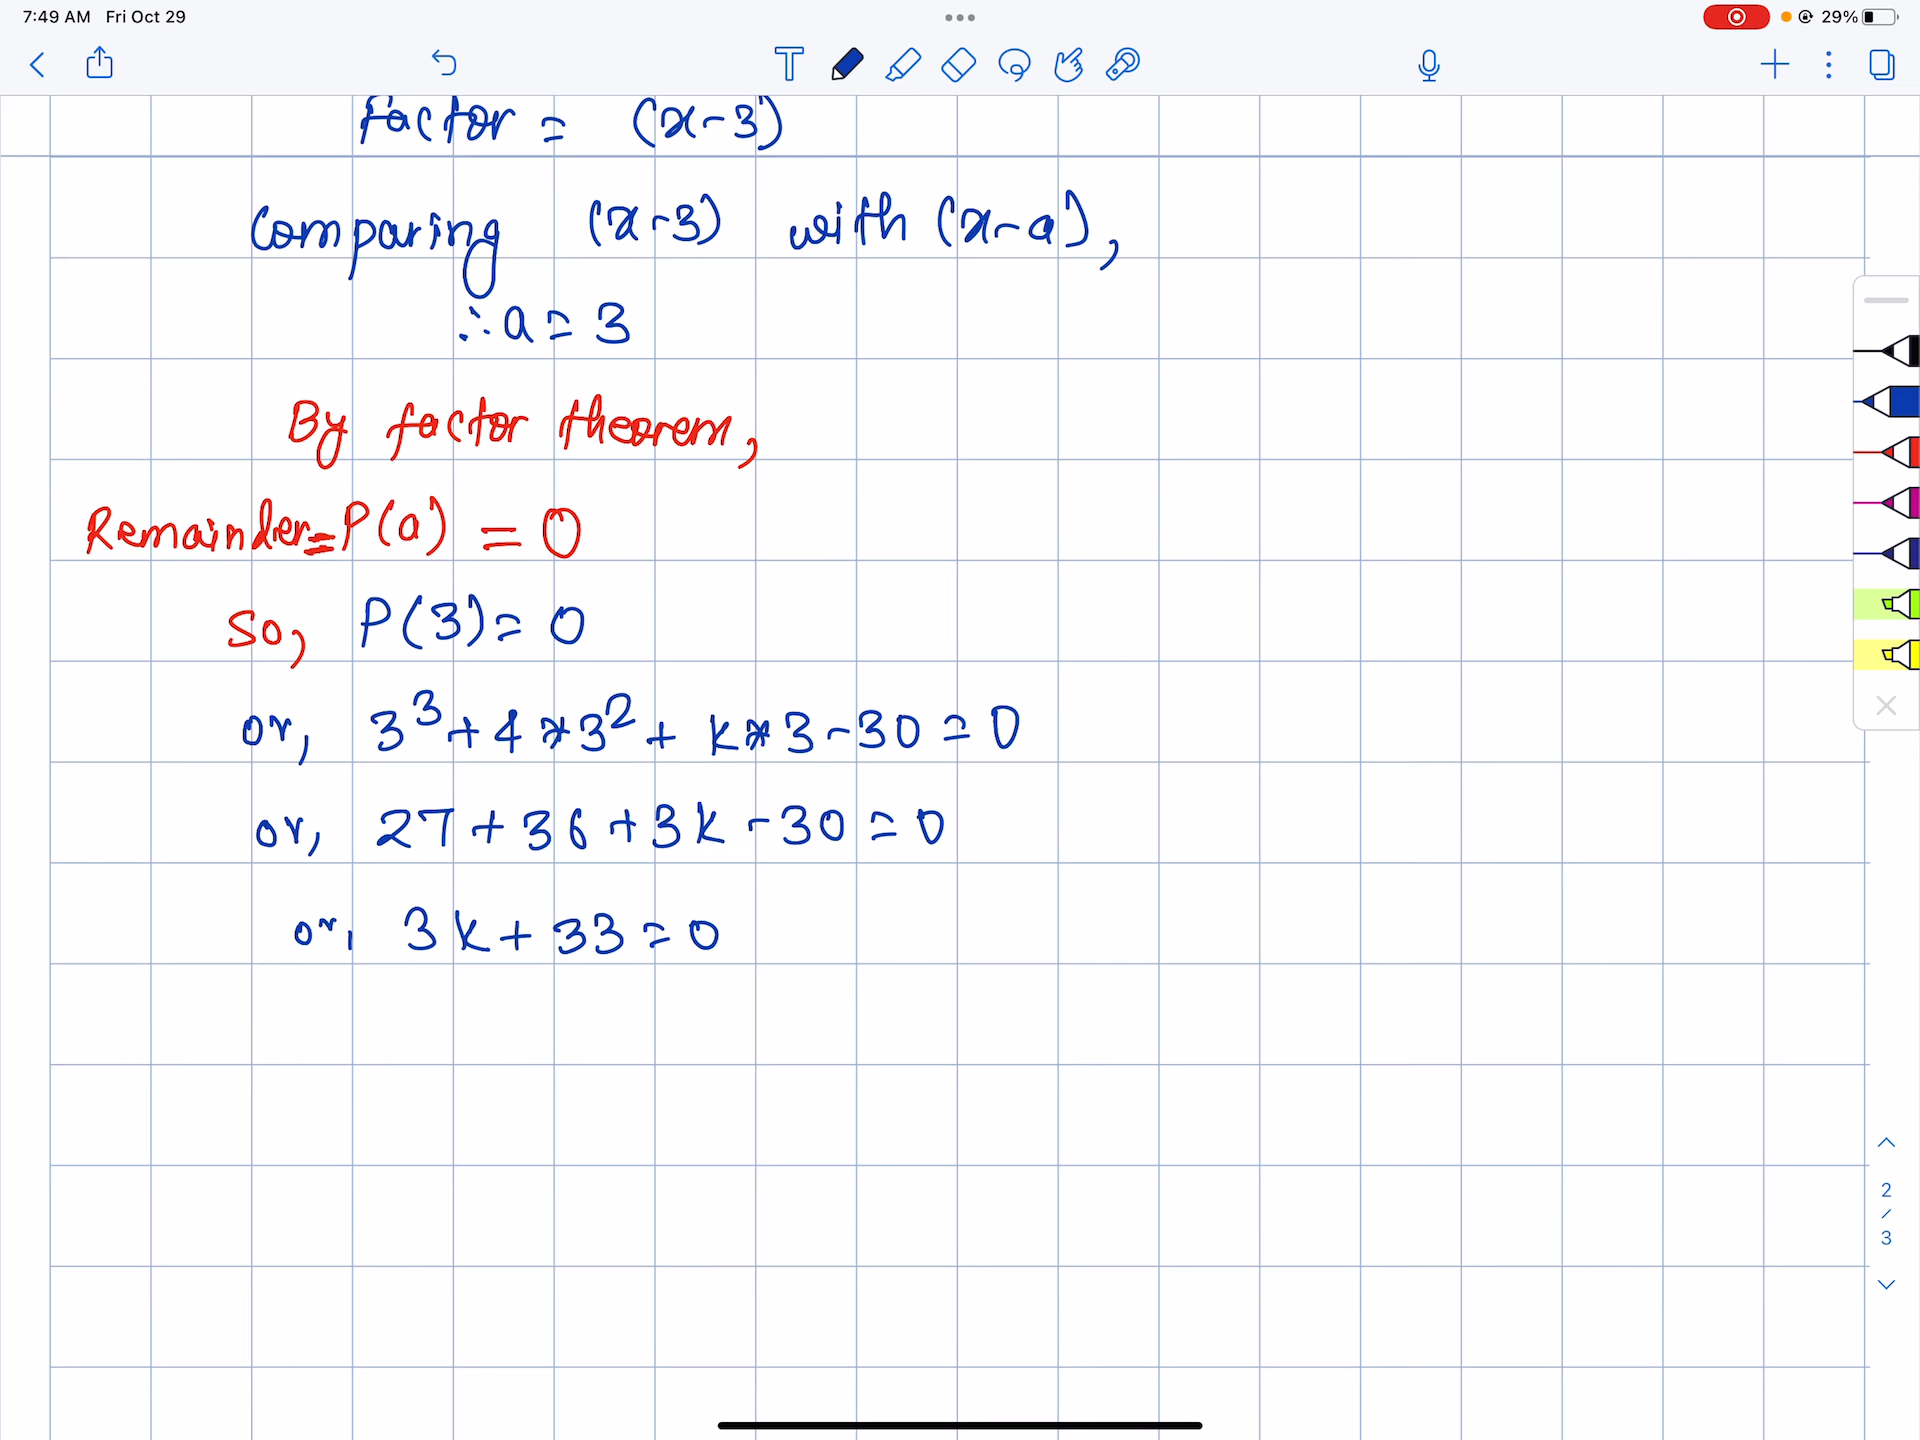 7:49 AM Fri Oct 29
29%
T
Factor = (x-3)
Comparing (x-3) with (x-a),
∴a = 3
By factor theorem,
Remainder=P(a) = 0
So, P(3)= 0
or, 3³+4*3²+ k*3-30=0
or, 27+36+3k-30=0
or, 3k+33=0
2
/
3